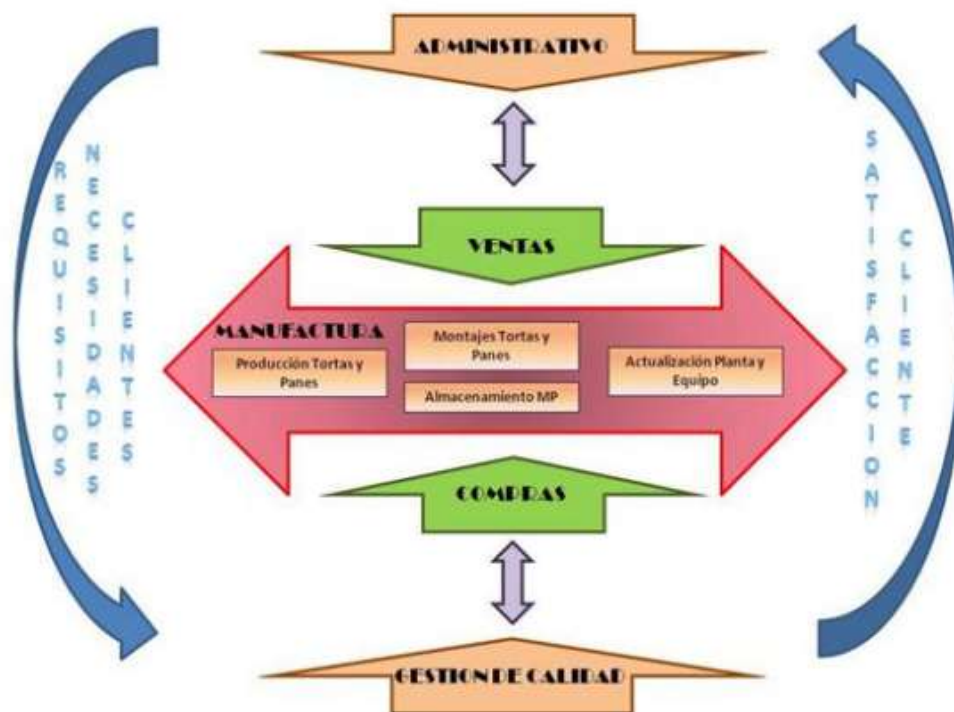 ADMINISTRATIVO
REQUISITOS
NECESIDADES
CLIENTES
VENTAS
MANUFACTURA
Producción Tortas y
Panes
Montajes Tortas y
Panes
Almacenamiento MP
Actualización Planta y
Equipo
COMPRAS
GESTION DE CALIDAD
SATISFACCION
CLIENTE